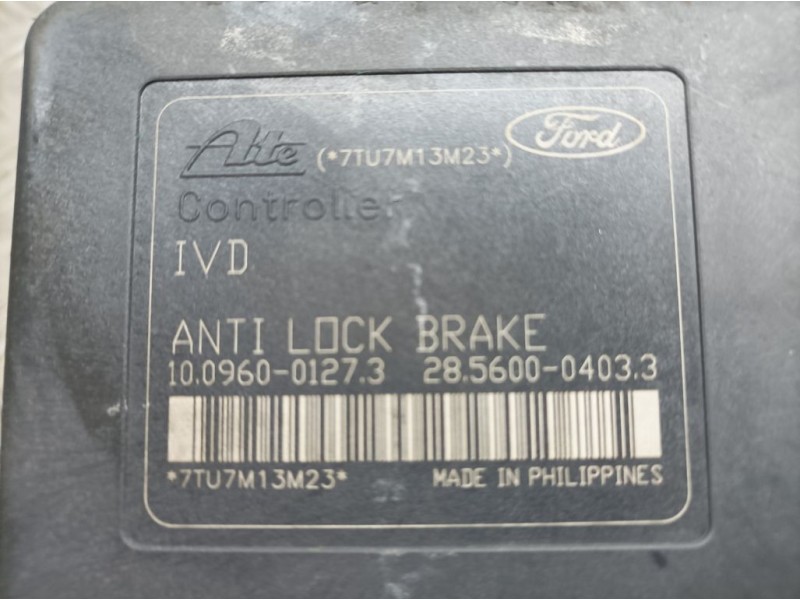 Ate (*7TU7M13M23*) Ford
Controller
IVD
ANTI LOCK BRAKE
10.0960-0127.3 28.5600-0403.3
*7TU7M13M23* MADE IN PHILIPPINES